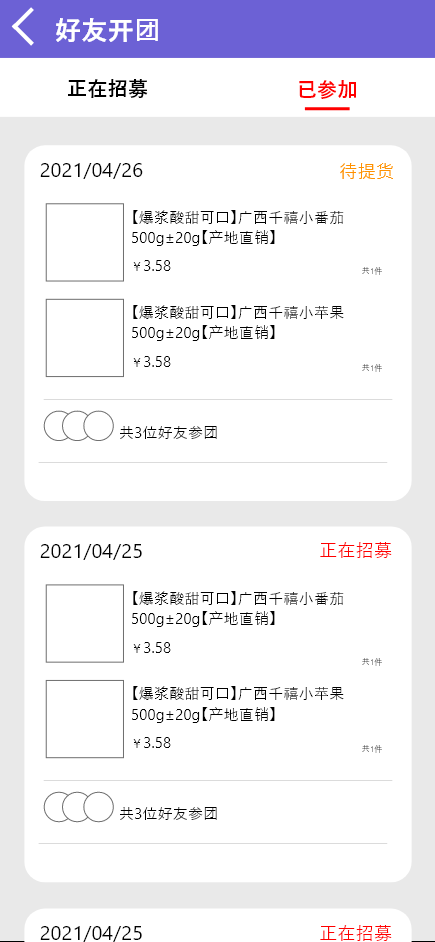 好友开团
正在招募
已参加
2021/04/26
待提货
【爆浆酸甜可口】广西千禧小番茄
500g±20g【产地直销】
￥3.58
共1件
【爆浆酸甜可口】广西千禧小苹果
500g±20g【产地直销】
￥3.58
共1件
共3位好友参团
2021/04/25
正在招募
【爆浆酸甜可口】广西千禧小番茄
500g±20g【产地直销】
￥3.58
共1件
【爆浆酸甜可口】广西千禧小苹果
500g±20g【产地直销】
￥3.58
共1件
共3位好友参团
2021/04/25
正在招募